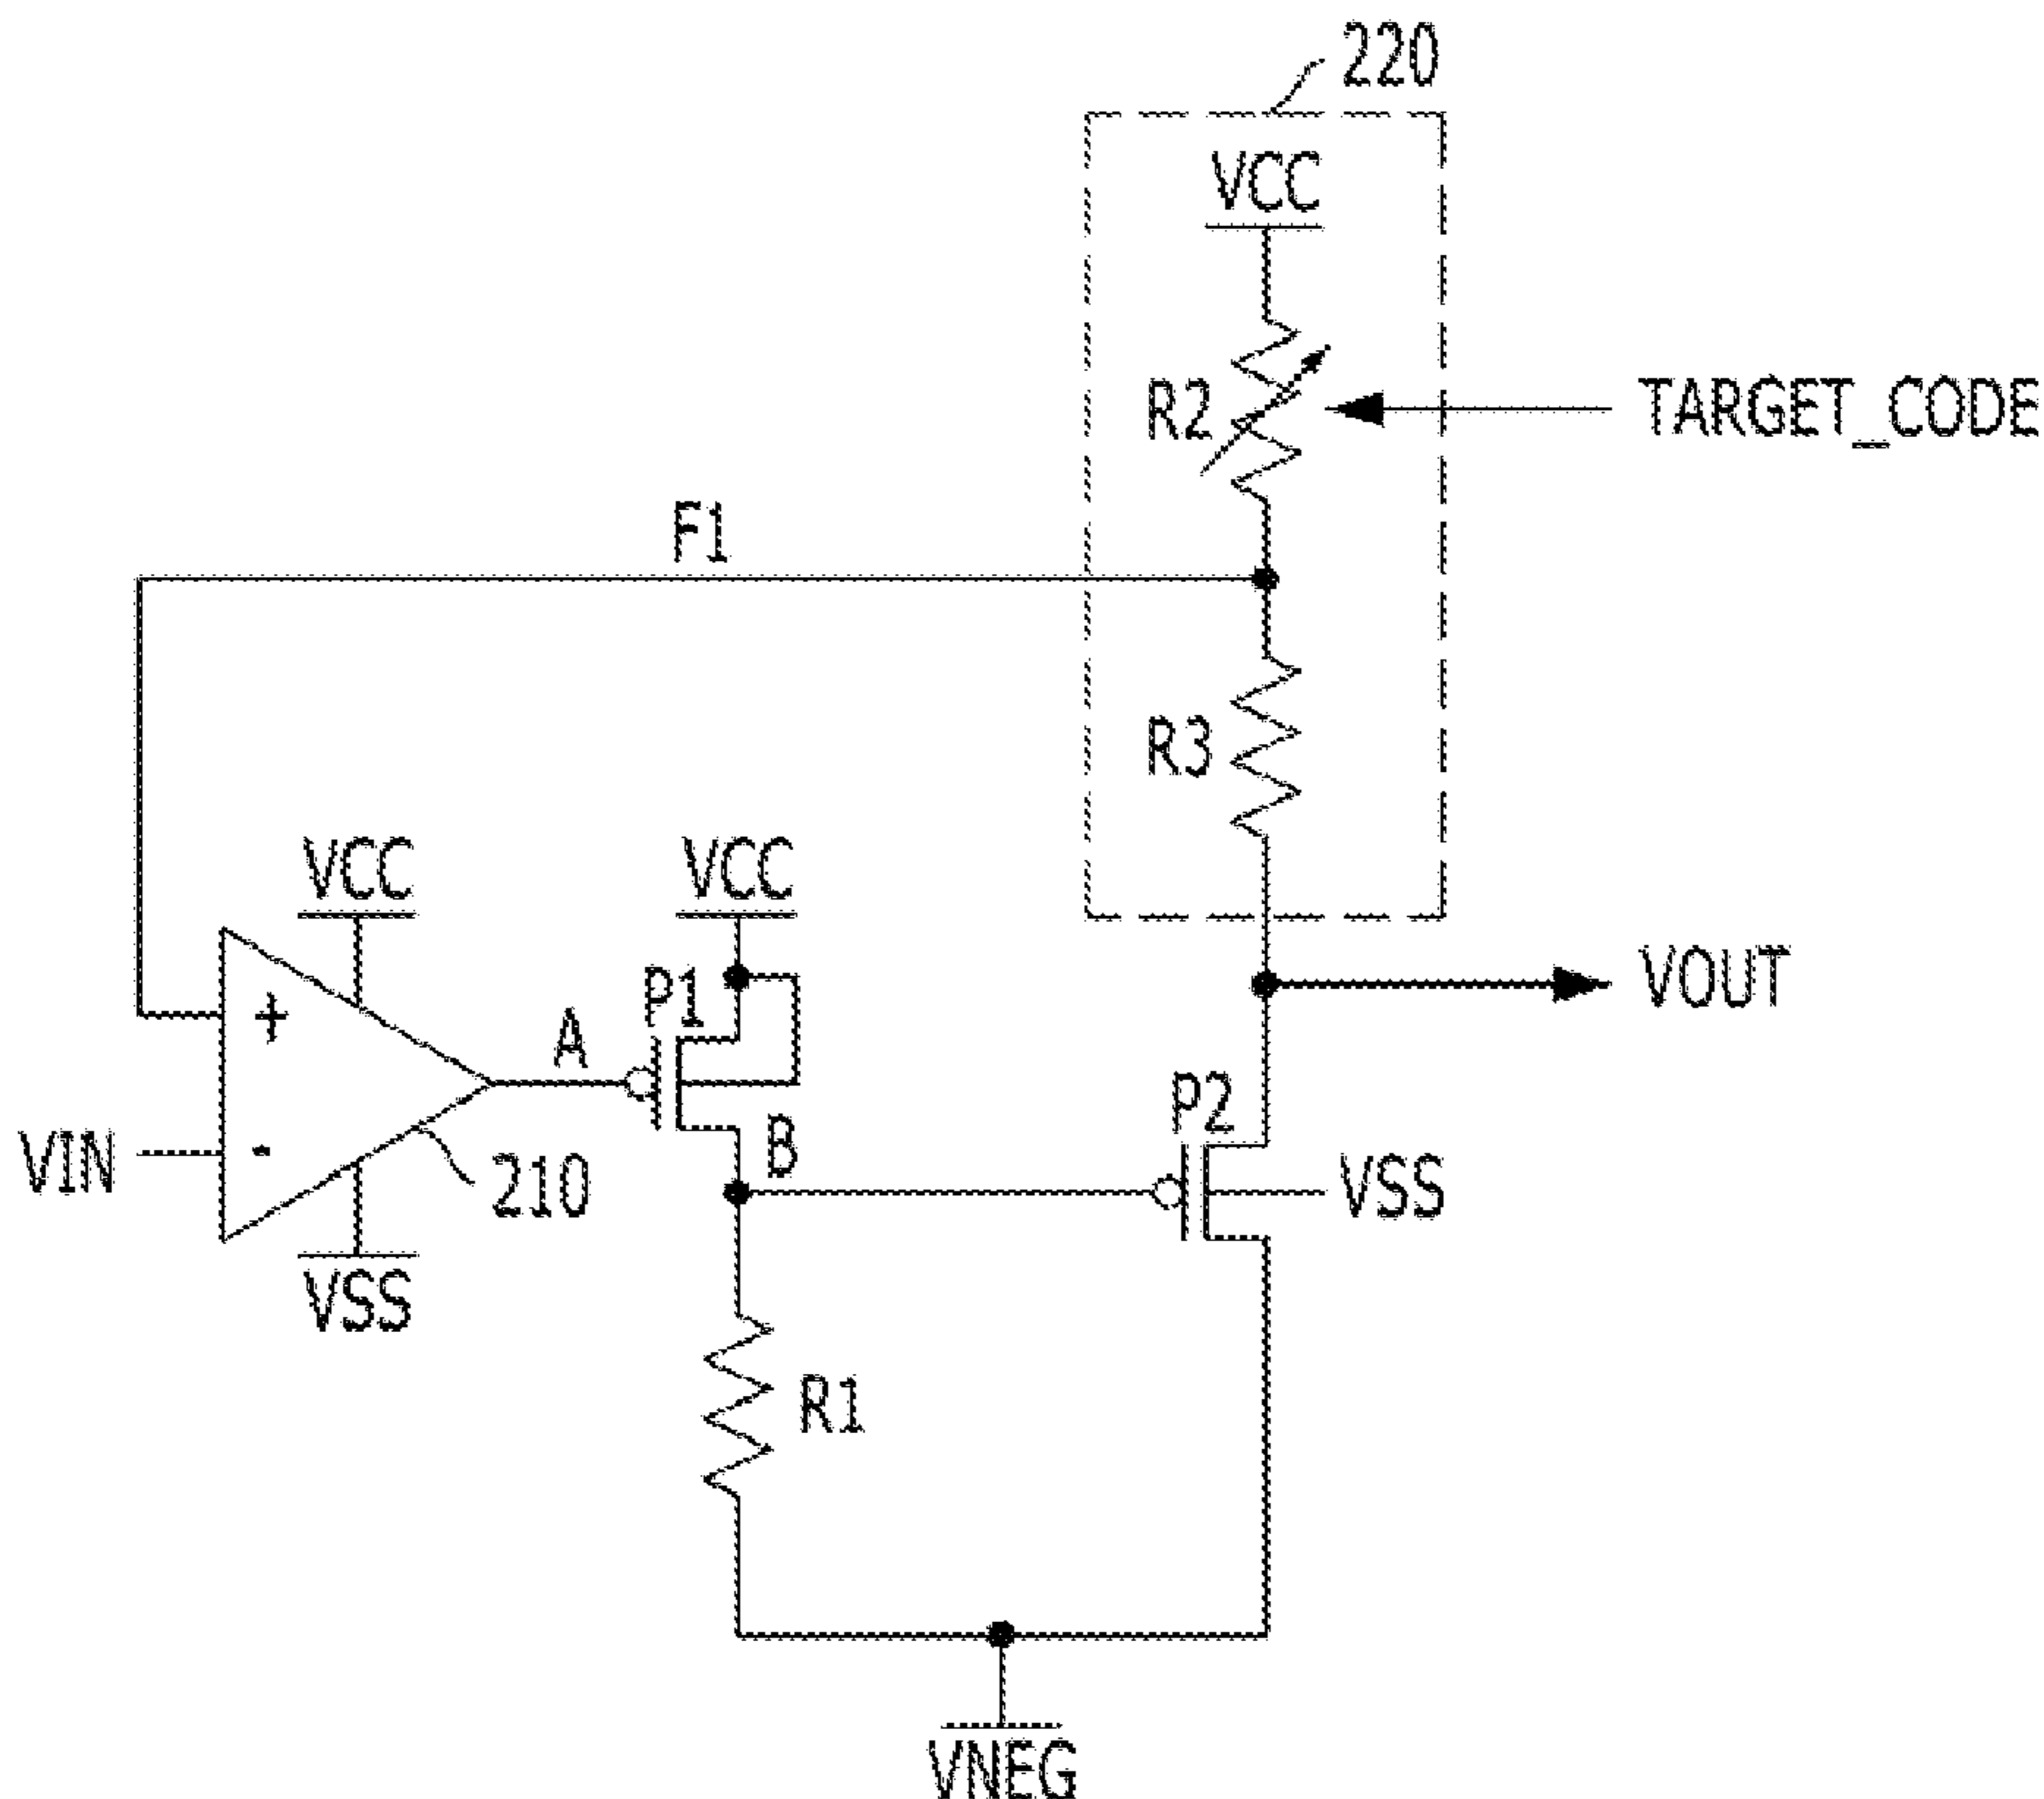 220
VCC
R2
TARGET_CODE
F1
R3
VCC
VCC
P1
VOUT
+
A
P2
VIN
-
B
210
VSS
VSS
R1
VNEG